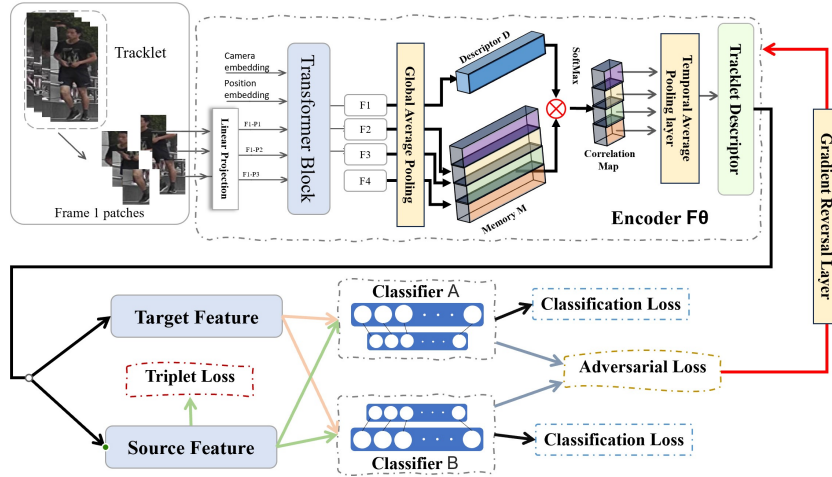 Tracklet
Frame 1 patches
Camera
embedding
Position
embedding
Linear Projection
F1-P1
F1-P2
F1-P3
Transformer Block
F1
F2
F3
F4
Global Average Pooling
Descriptor D
Memory M
SoftMax
Correlation
Map
Temporal Average
Pooling layer
Tracklet Descriptor
Encoder Fθ
Gradient Reversal Layer
Target Feature
Triplet Loss
Source Feature
Classifier A
Classifier B
Classification Loss
Adversarial Loss
Classification Loss